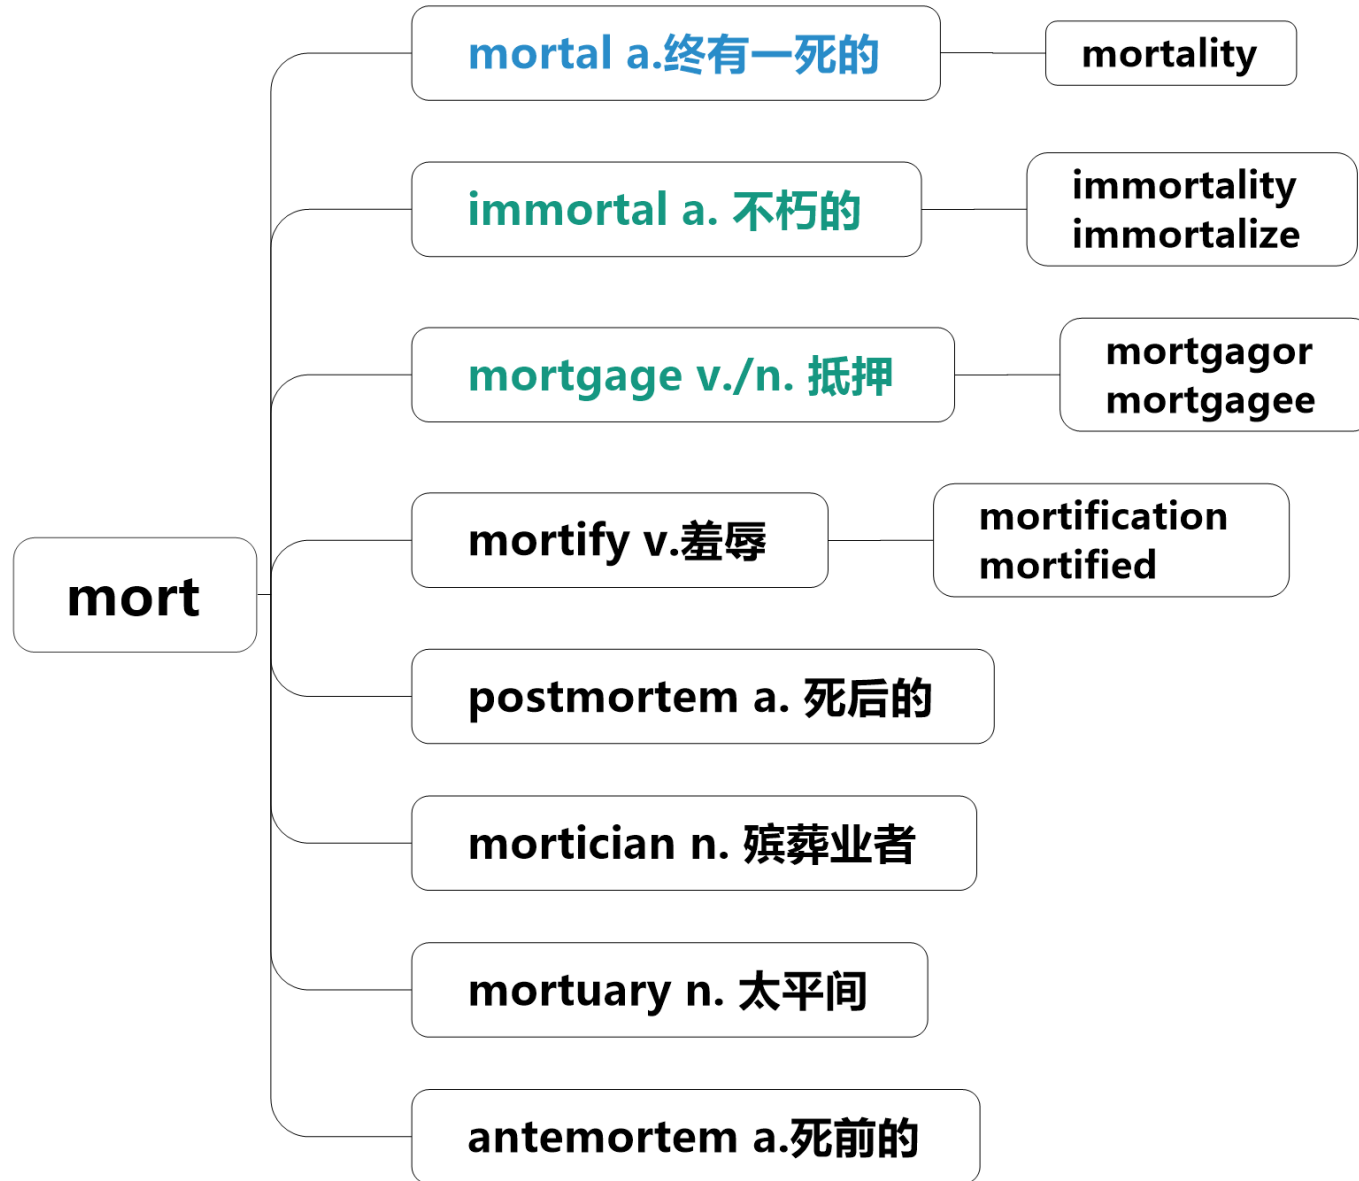 mort
mortal a.终有一死的
mortality
immortal a. 不朽的
immortality
immortalize
mortgage v./n. 抵押
mortgagor
mortgagee
mortify v.羞辱
mortification
mortified
postmortem a. 死后的
mortician n. 殡葬业者
mortuary n. 太平间
antemortem a.死前的